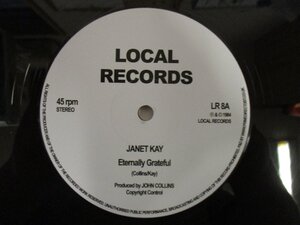 LOCAL
RECORDS
45 rpm
STEREO
LR 8A
℗ & © 1984
LOCAL RECORDS
JANET KAY
Eternally Grateful
(Collins/Kay)
Produced by JOHN COLLINS
Copyright Control